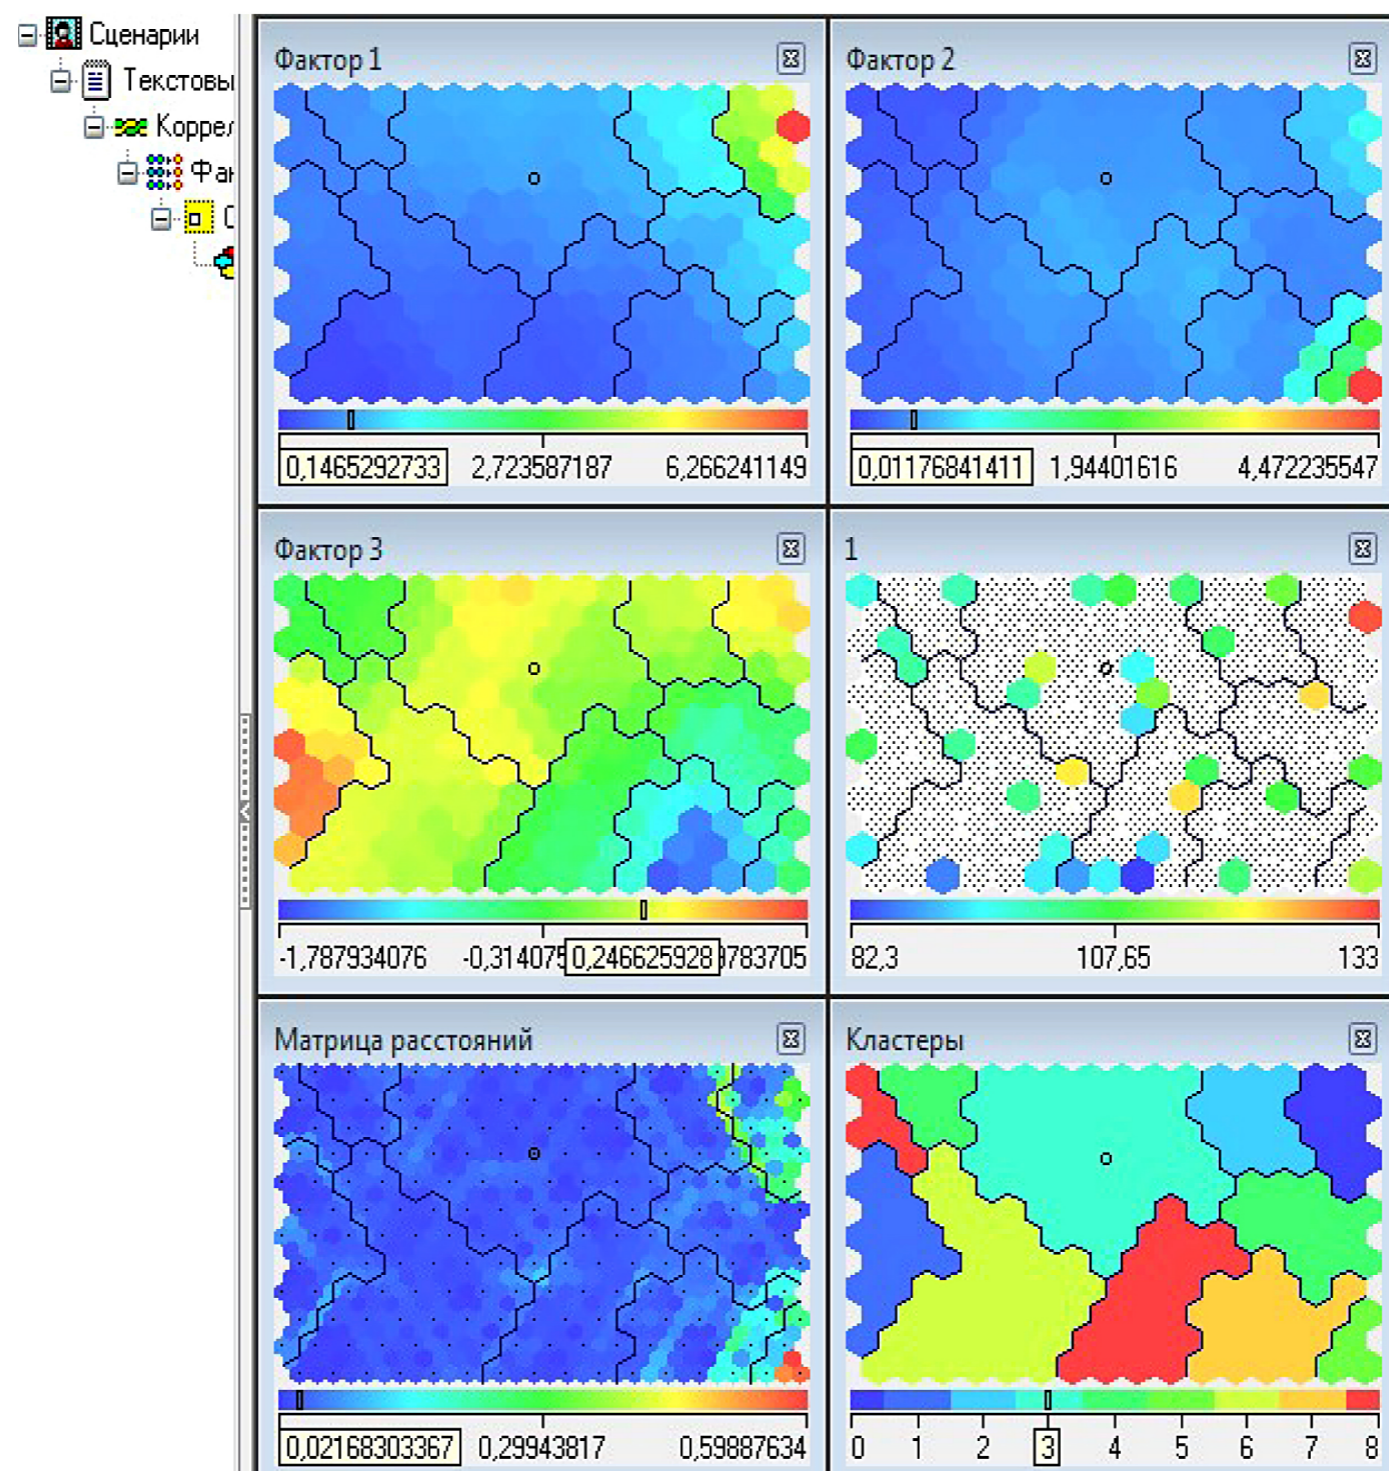 Сценарии
Текстовы
Коррел
Фак
С
Фактор 1
0,1465292733 2,723587187 6,266241149
Фактор 2
0,01176841411 1,94401616 4,472235547
Фактор 3
-1,787934076 -0,314075 0,246625928 9783705
1
82,3 107,65 133
Матрица расстояний
0,02168303367 0,29943817 0,59887634
Кластеры
0 1 2 3 4 5 6 7 8